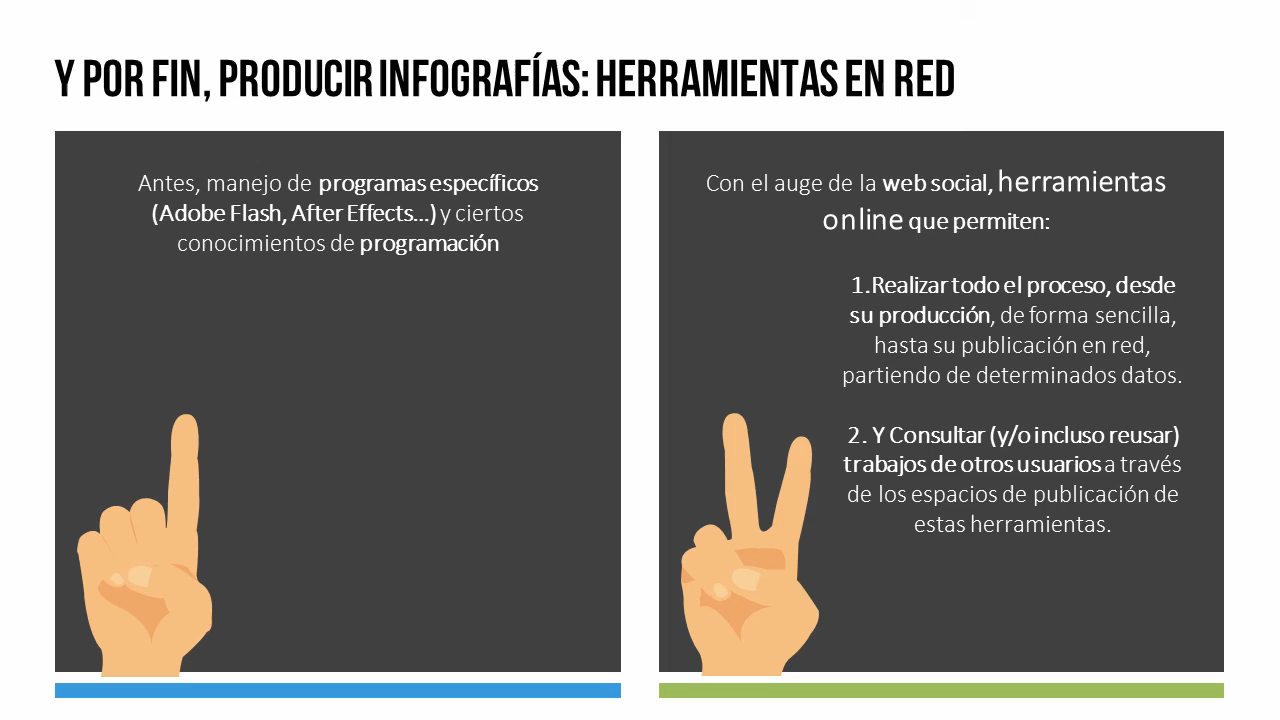 Y POR FIN, PRODUCIR INFOGRAFÍAS: HERRAMIENTAS EN RED
Antes, manejo de programas específicos
(Adobe Flash, After Effects...) y ciertos
conocimientos de programación
Con el auge de la web social, herramientas
online que permiten:
1.Realizar todo el proceso, desde
su producción, de forma sencilla,
hasta su publicación en red,
partiendo de determinados datos.
2. Y Consultar (y/o incluso reusar)
trabajos de otros usuarios a través
de los espacios de publicación de
estas herramientas.